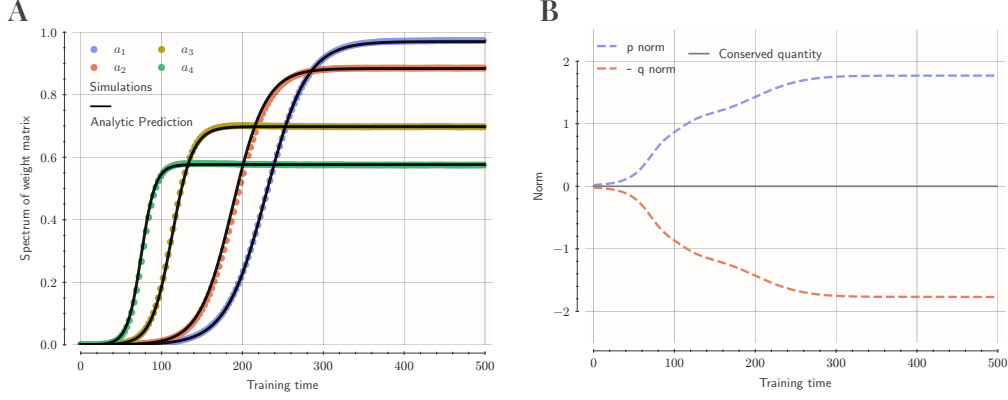 A
B
1.0
0.8
0.6
0.4
0.2
0.0
Spectrum of weight matrix
a1 a3
a2 a4
Simulations
Analytic Prediction
0 100 200 300 400 500
Training time
2
1
0
−1
−2
Norm
p norm
- q norm
Conserved quantity
0 100 200 300 400 500
Training time